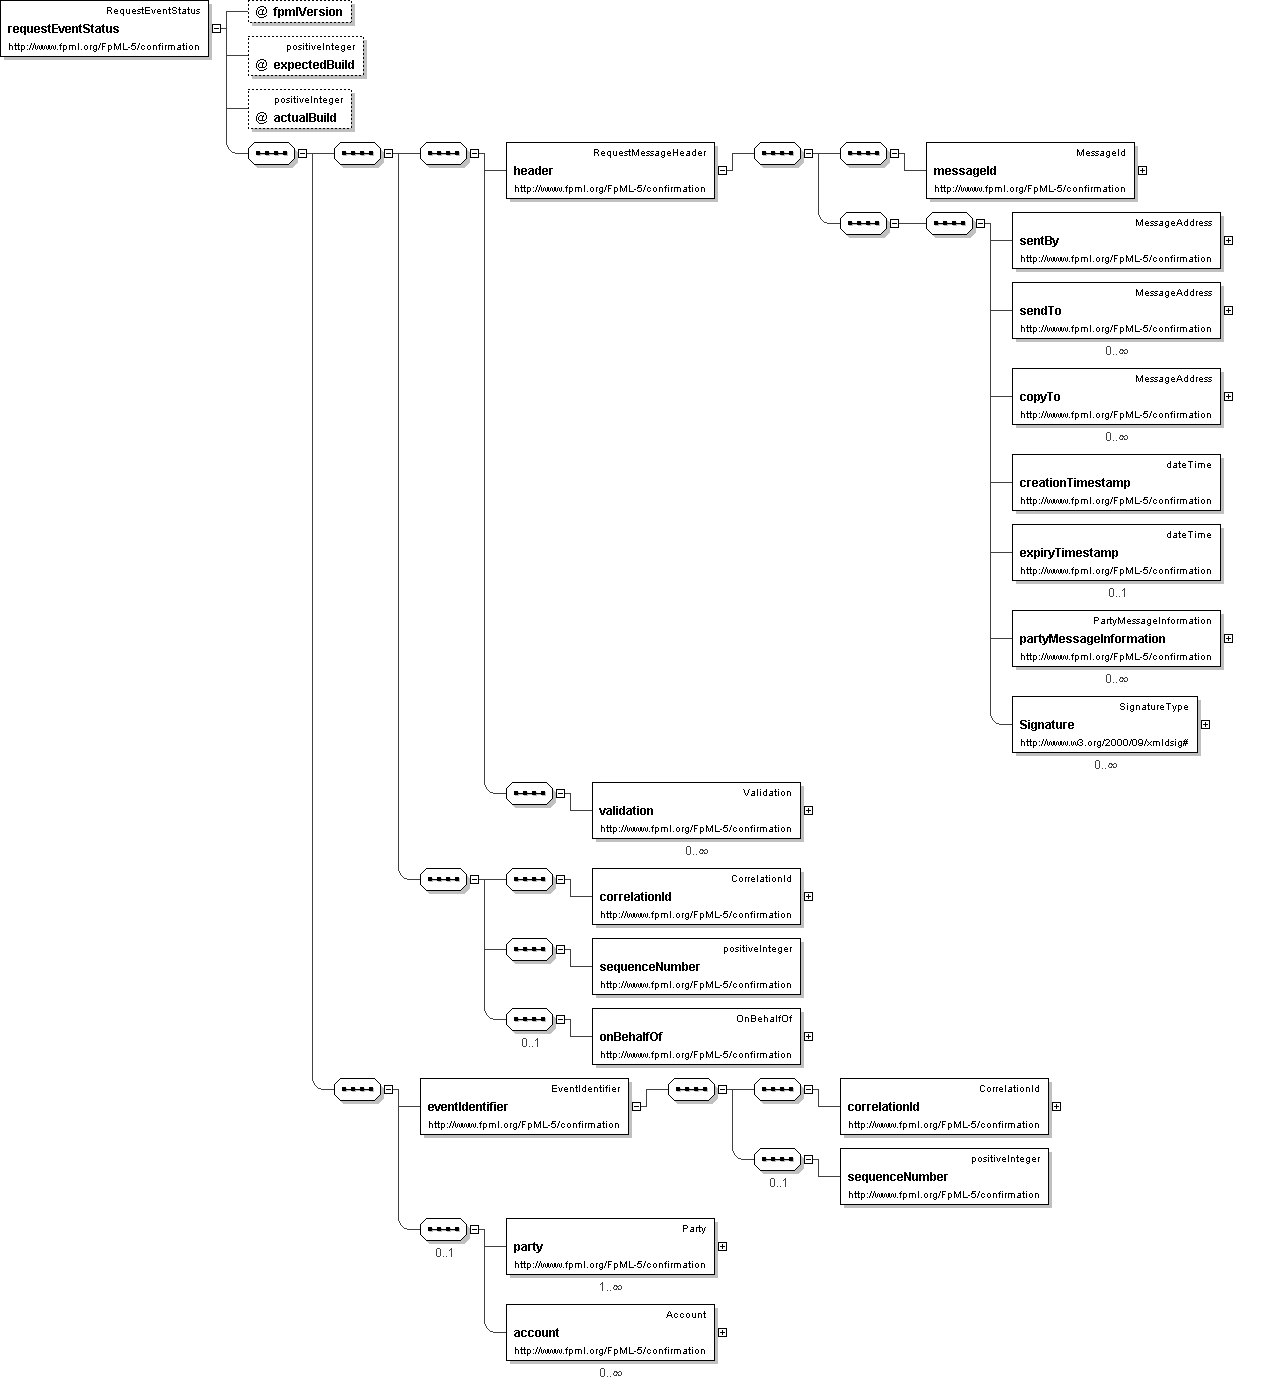 RequestEventStatus
requestEventStatus
http://www.fpml.org/FpML-5/confirmation
@ fpmlVersion
positiveInteger
@ expectedBuild
positiveInteger
@ actualBuild
RequestMessageHeader
header
http://www.fpml.org/FpML-5/confirmation
MessageId
messageId
http://www.fpml.org/FpML-5/confirmation
MessageAddress
sentBy
http://www.fpml.org/FpML-5/confirmation
MessageAddress
sendTo
http://www.fpml.org/FpML-5/confirmation
0..∞
MessageAddress
copyTo
http://www.fpml.org/FpML-5/confirmation
0..∞
dateTime
creationTimestamp
http://www.fpml.org/FpML-5/confirmation
dateTime
expiryTimestamp
http://www.fpml.org/FpML-5/confirmation
0..1
PartyMessageInformation
partyMessageInformation
http://www.fpml.org/FpML-5/confirmation
0..∞
SignatureType
Signature
http://www.w3.org/2000/09/xmldsig#
0..∞
Validation
validation
http://www.fpml.org/FpML-5/confirmation
0..∞
CorrelationId
correlationId
http://www.fpml.org/FpML-5/confirmation
positiveInteger
sequenceNumber
http://www.fpml.org/FpML-5/confirmation
OnBehalfOf
onBehalfOf
http://www.fpml.org/FpML-5/confirmation
0..1
EventIdentifier
eventIdentifier
http://www.fpml.org/FpML-5/confirmation
CorrelationId
correlationId
http://www.fpml.org/FpML-5/confirmation
positiveInteger
sequenceNumber
http://www.fpml.org/FpML-5/confirmation
0..1
Party
party
http://www.fpml.org/FpML-5/confirmation
0..1
1..∞
Account
account
http://www.fpml.org/FpML-5/confirmation
0..∞